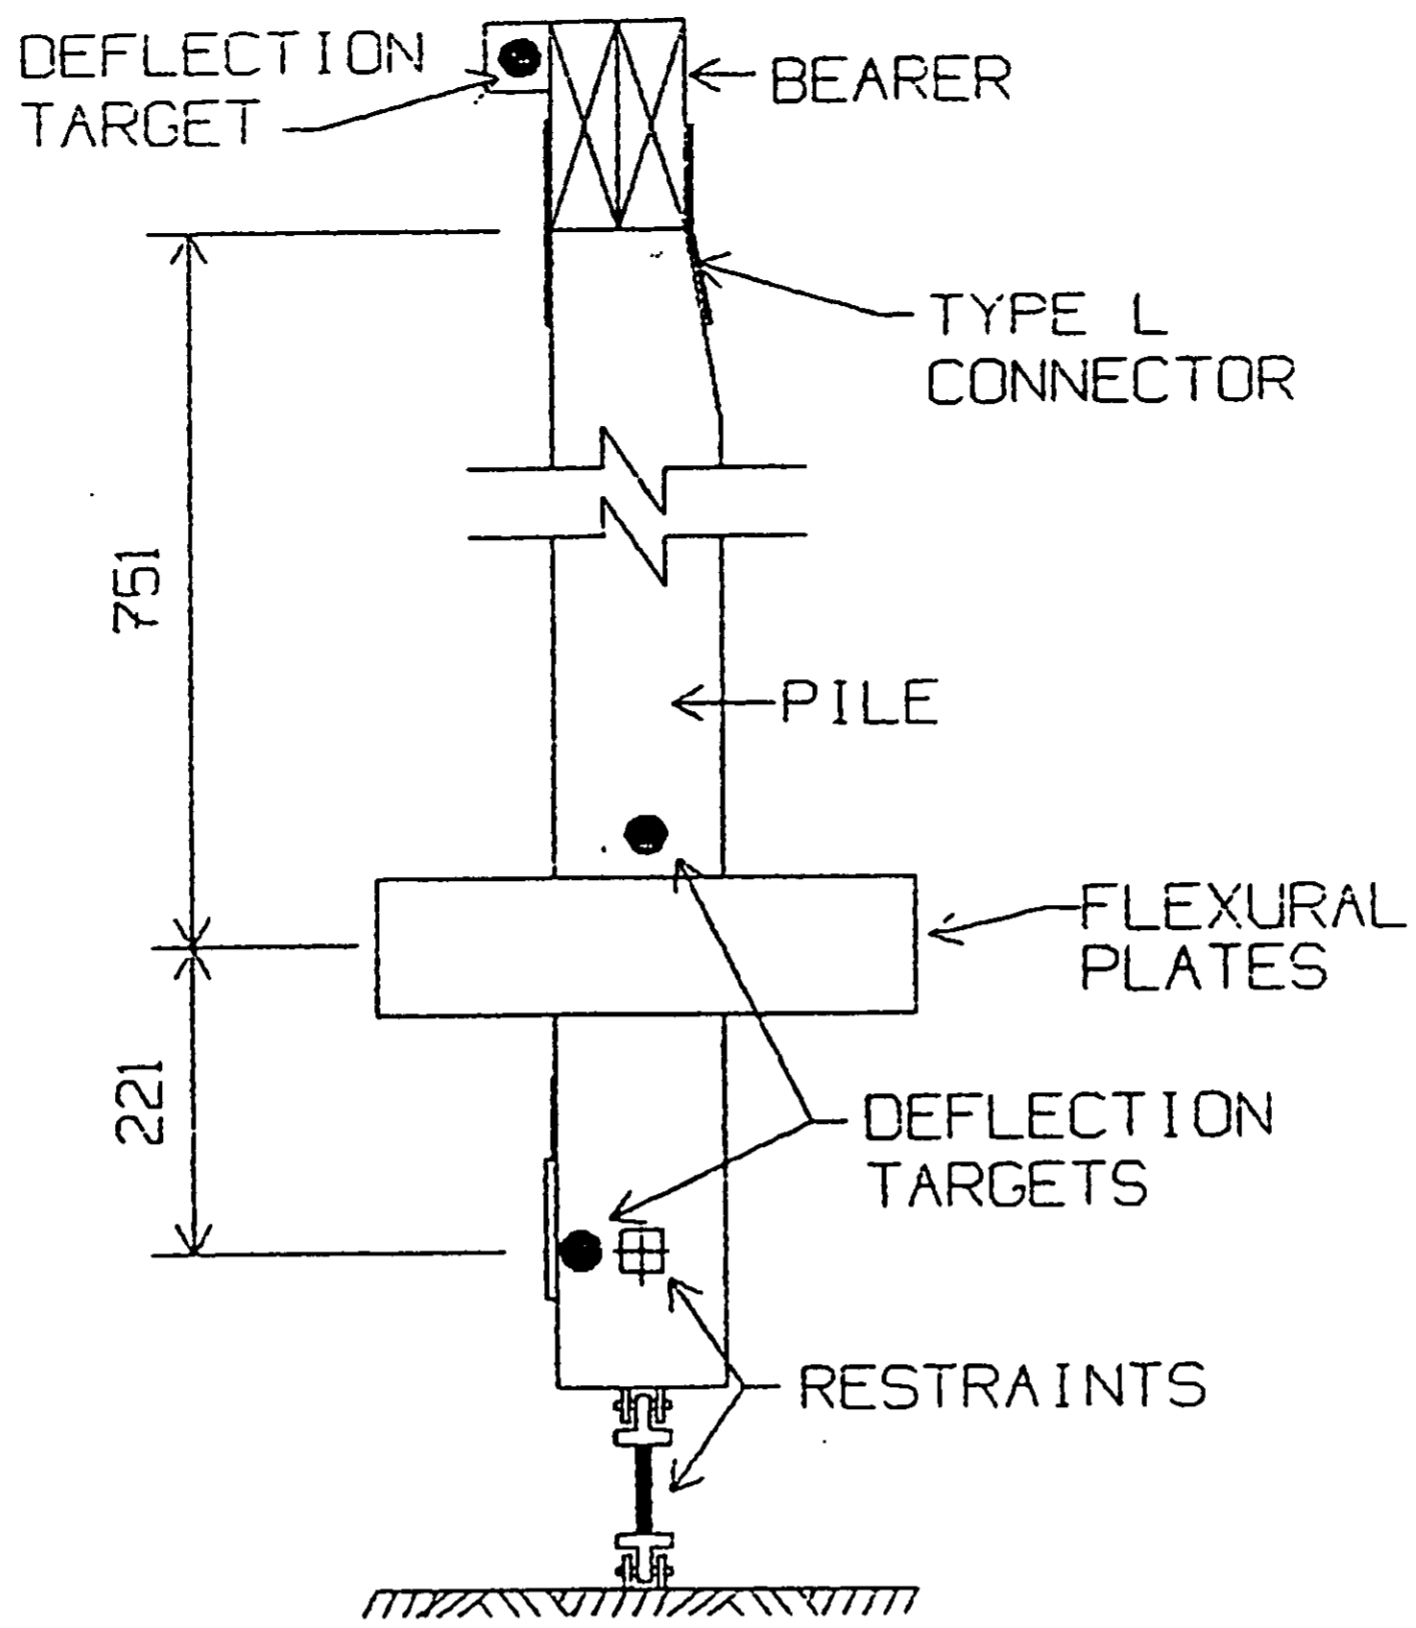 DEFLECTION
TARGET
BEARER
TYPE L
CONNECTOR
751
PILE
FLEXURAL
PLATES
221
DEFLECTION
TARGETS
RESTRAINTS